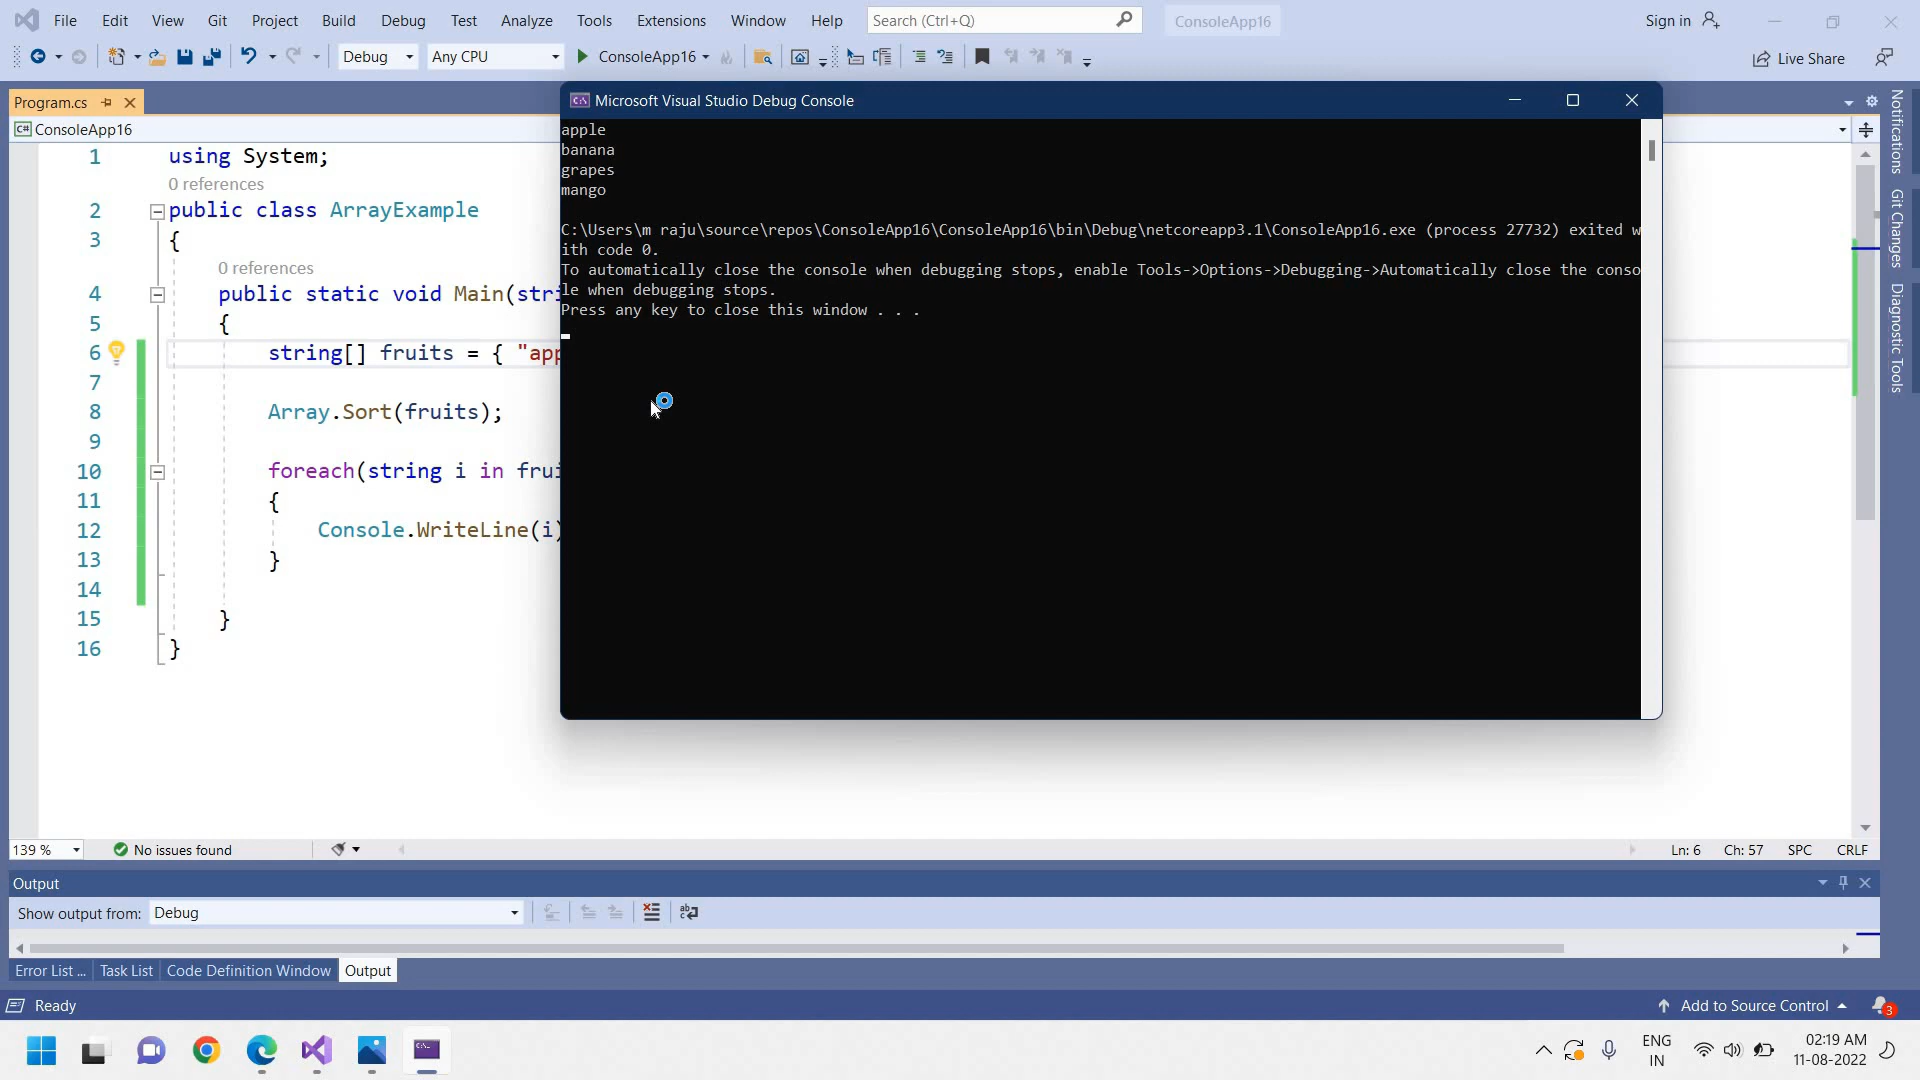 File Edit View Git Project Build Debug Test Analyze Tools Extensions Window Help Search (Ctrl+Q) ConsoleApp16 Sign in
Debug Any CPU ConsoleApp16 Live Share
Program.cs
ConsoleApp16
Microsoft Visual Studio Debug Console
apple
banana
grapes
mango
C:\Users\m raju\source\repos\ConsoleApp16\ConsoleApp16\bin\Debug\netcoreapp3.1\ConsoleApp16.exe (process 27732) exited w
ith code 0.
To automatically close the console when debugging stops, enable Tools->Options->Debugging->Automatically close the conso
le when debugging stops.
Press any key to close this window . . .
1 using System;
0 references
2 public class ArrayExample
3 {
0 references
4 public static void Main(stri
5 {
6 string[] fruits = { "app
7
8 Array.Sort(fruits);
9
10 foreach(string i in frui
11 {
12 Console.WriteLine(i)
13 }
14
15 }
16 }
Notifications
Git Changes
Diagnostic Tools
139 % No issues found Ln: 6 Ch: 57 SPC CRLF
Output
Show output from: Debug
Error List ... Task List Code Definition Window Output
Ready Add to Source Control 3
ENG
IN
02:19 AM
11-08-2022